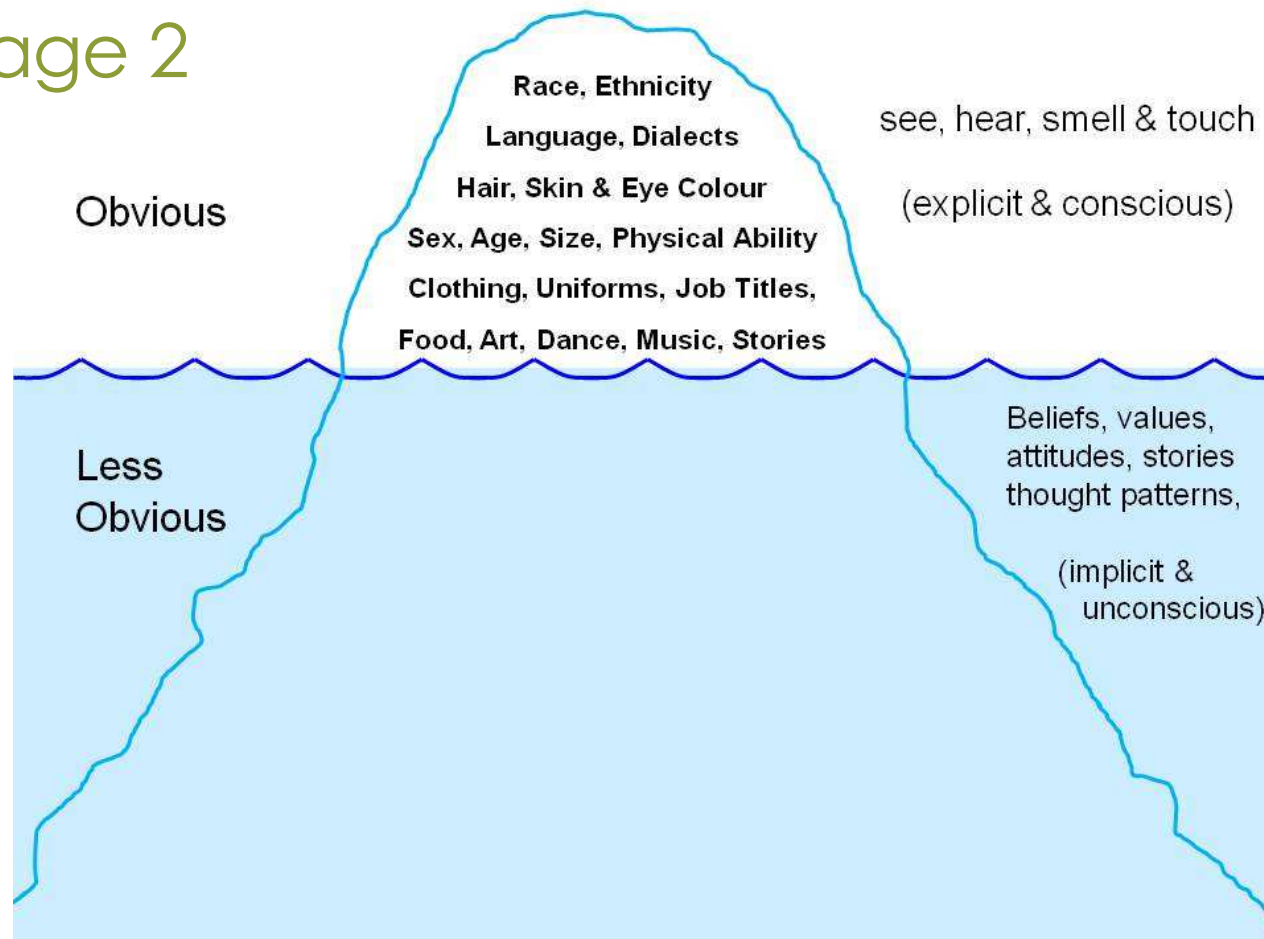 age 2
Race, Ethnicity
Language, Dialects
Hair, Skin & Eye Colour
Sex, Age, Size, Physical Ability
Clothing, Uniforms, Job Titles,
Food, Art, Dance, Music, Stories
Obvious
see, hear, smell & touch
(explicit & conscious)
Less
Obvious
Beliefs, values,
attitudes, stories
thought patterns,
(implicit &
unconscious)